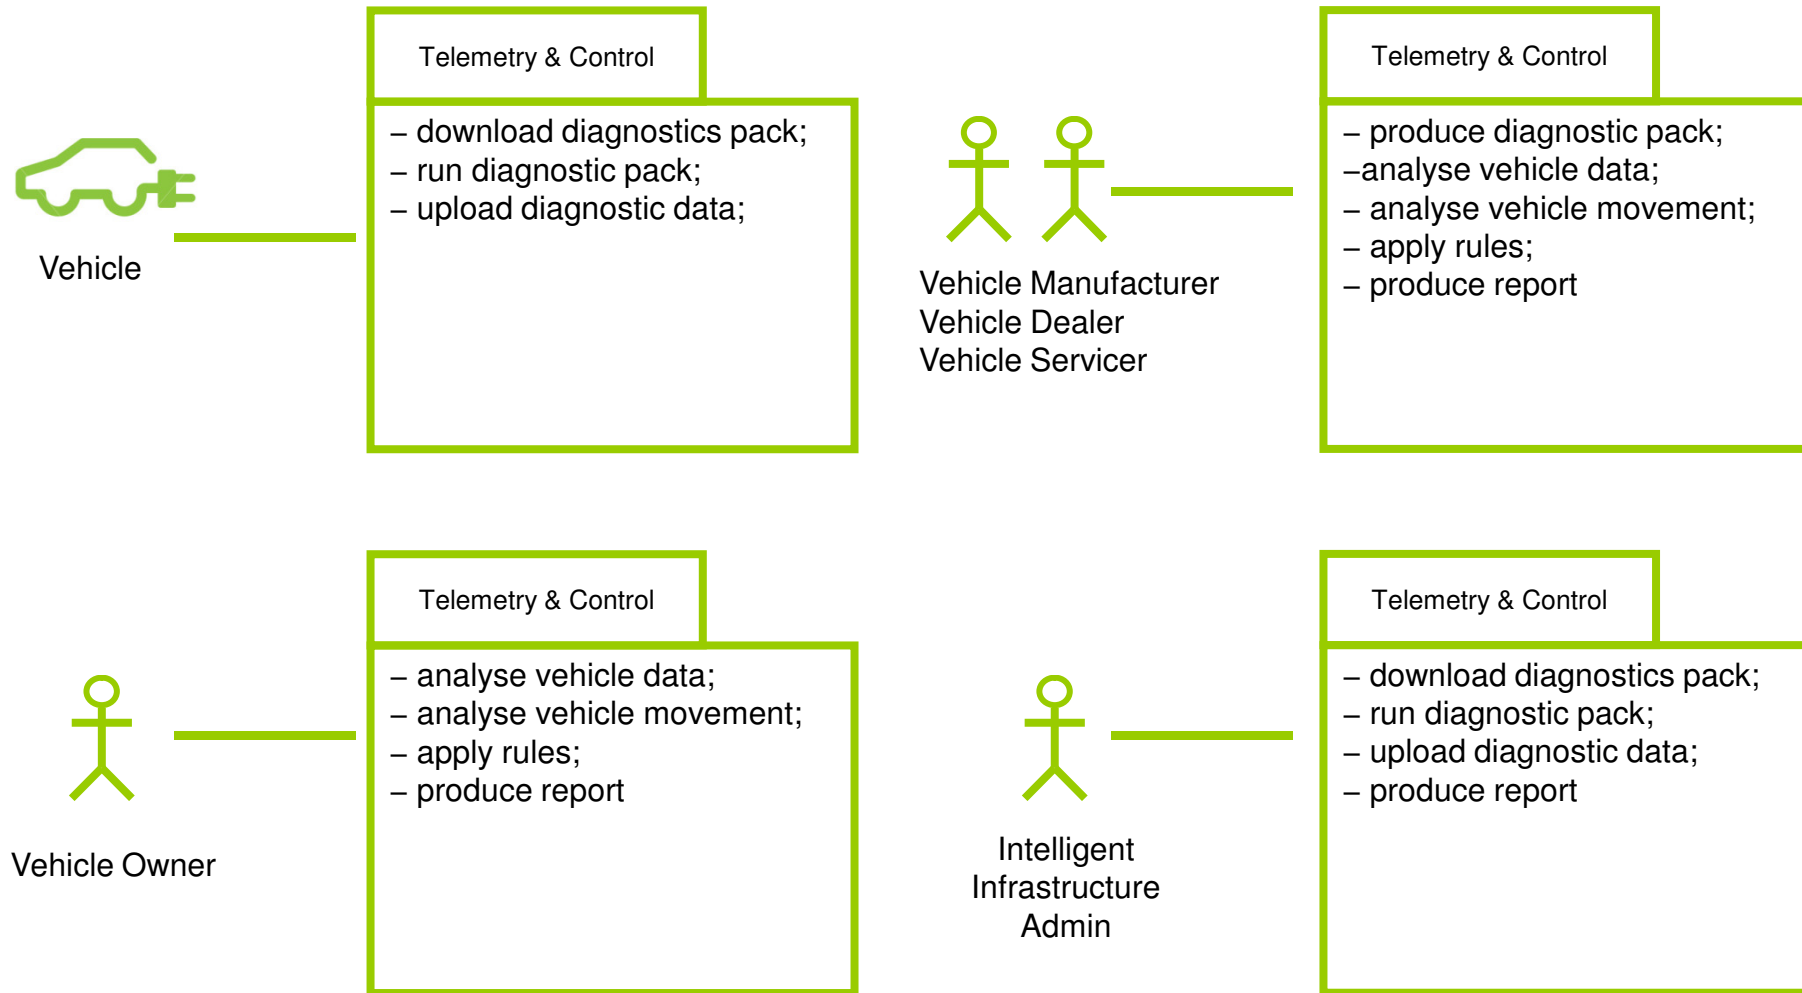 Telemetry & Control
– download diagnostics pack;
– run diagnostic pack;
– upload diagnostic data;
Vehicle
Telemetry & Control
– produce diagnostic pack;
–analyse vehicle data;
– analyse vehicle movement;
– apply rules;
– produce report
Vehicle Manufacturer
Vehicle Dealer
Vehicle Servicer
Telemetry & Control
– analyse vehicle data;
– analyse vehicle movement;
– apply rules;
– produce report
Vehicle Owner
Telemetry & Control
– download diagnostics pack;
– run diagnostic pack;
– upload diagnostic data;
– produce report
Intelligent
Infrastructure
Admin